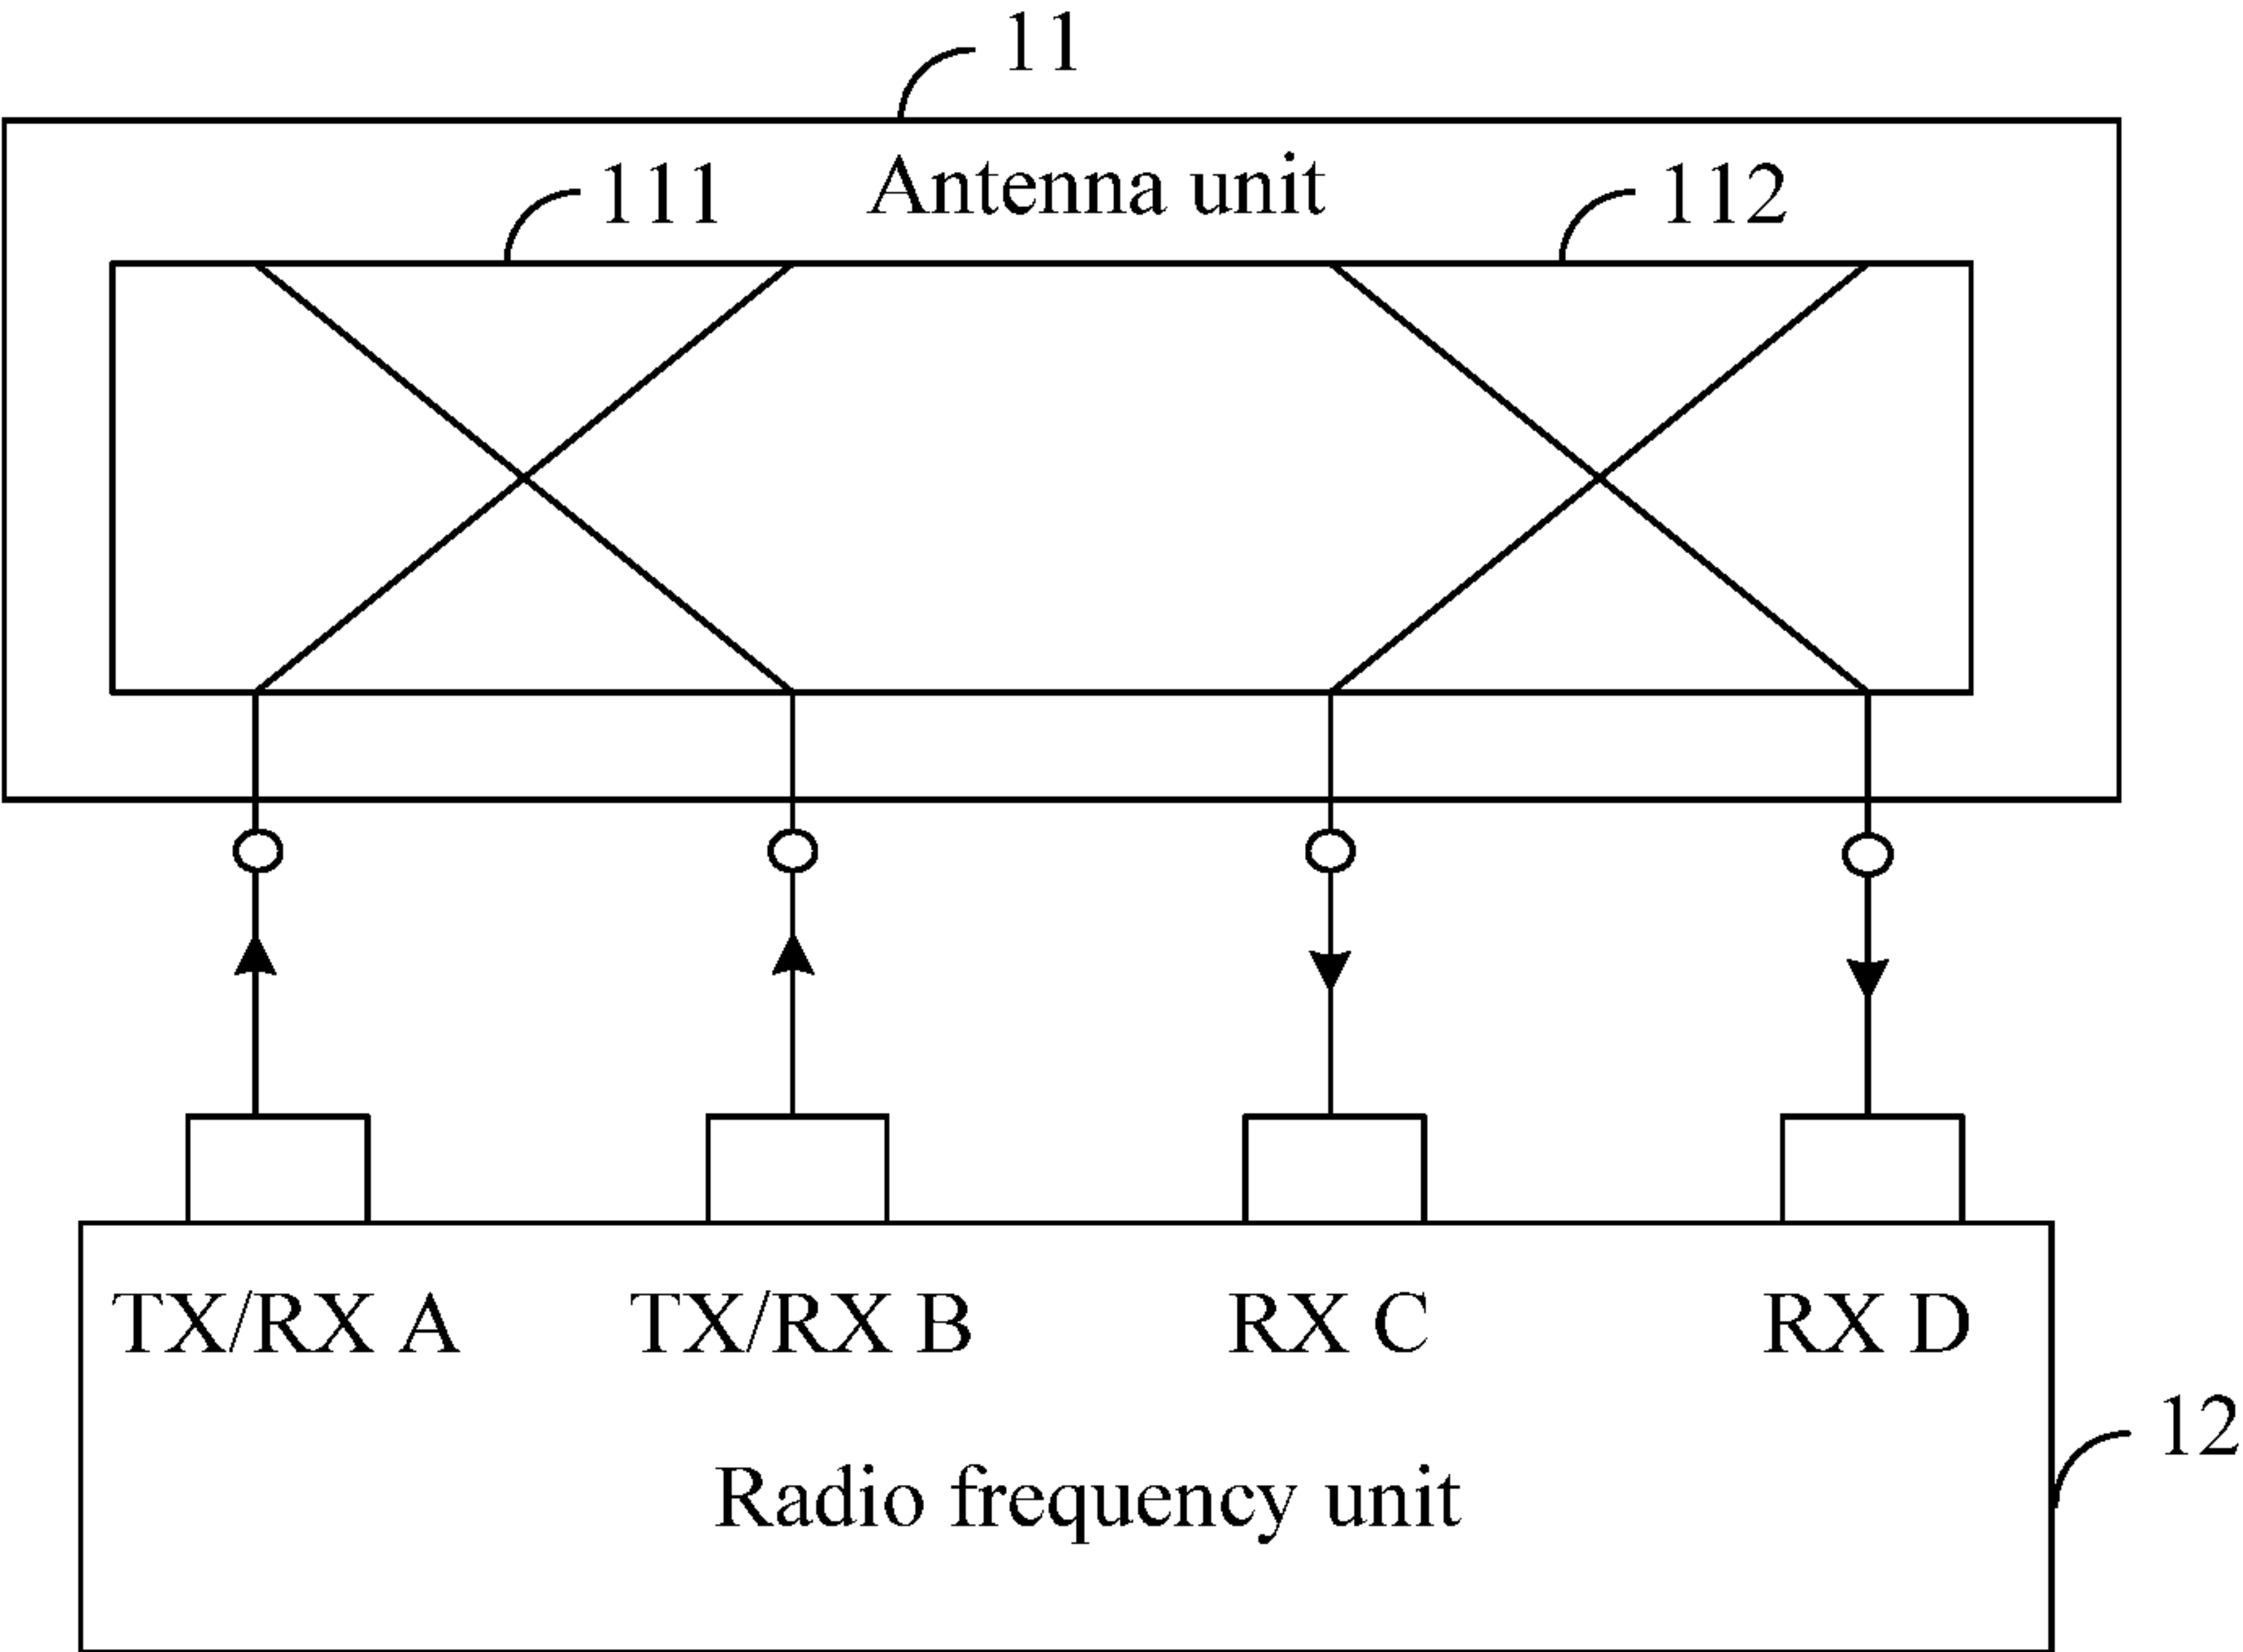 11
Antenna unit
111
112
TX/RX A
TX/RX B
RX C
RX D
12
Radio frequency unit